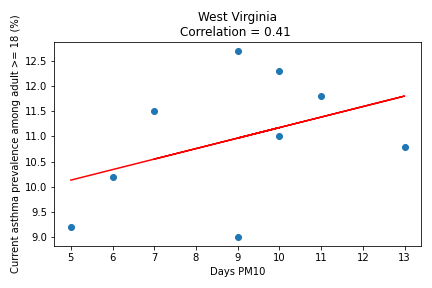 West Virginia
Correlation = 0.41
Current asthma prevalence among adult >= 18 (%)
12.5
12.0
11.5
11.0
10.5
10.0
9.5
9.0
5 6 7 8 9 10 11 12 13
Days PM10